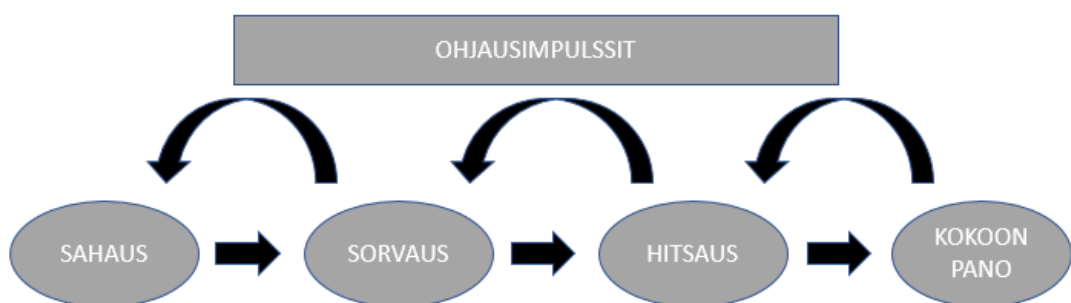 OHJAUSIMPULSSIT
SAHAUS
SORVAUS
HITSAUS
KOKOON
PANO